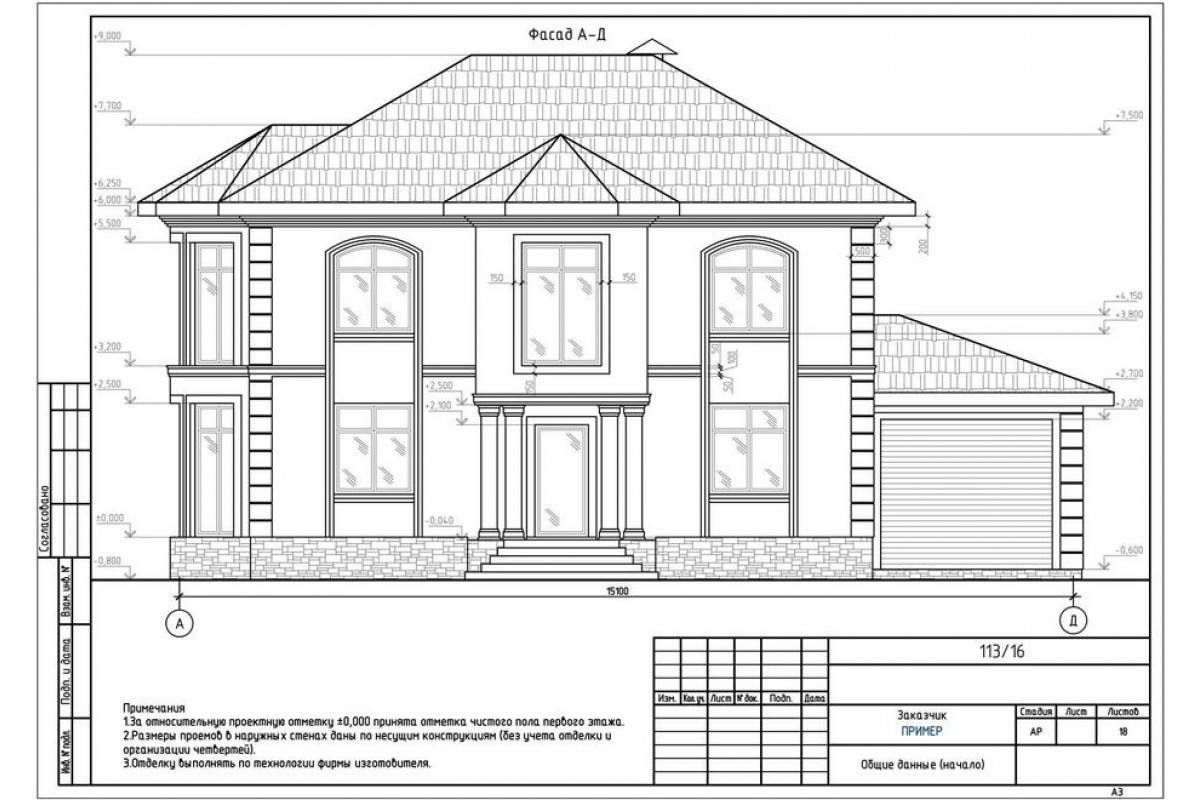 Фасад А-Д
+9,000
+7,700
+7,500
+6,250
+6,000
+5,500
200
500
150
150
+4,150
+3,800
+3,200
50
100
50
+2,700
+2,500
+2,500
+2,100
+2,200
±0,000
-0,040
-0,600
-0,800
15100
А
Д
Согласовано
Взам. инв. №
Подп. и дата
Инв. № подл.
Примечания
1.За относительную проектную отметку ±0,000 принята отметка чистого пола первого этажа.
2.Размеры проемов в наружных стенах даны по несущим конструкциям (без учета отделки и
организации четвертей).
3.Отделку выполнять по технологии фирмы изготовителя.
113/16
Изм. Кол.уч Лист № док. Подп. Дата
Заказчик
ПРИМЕР
Стадия Лист Листов
АР 18
Общие данные (начало)
А3